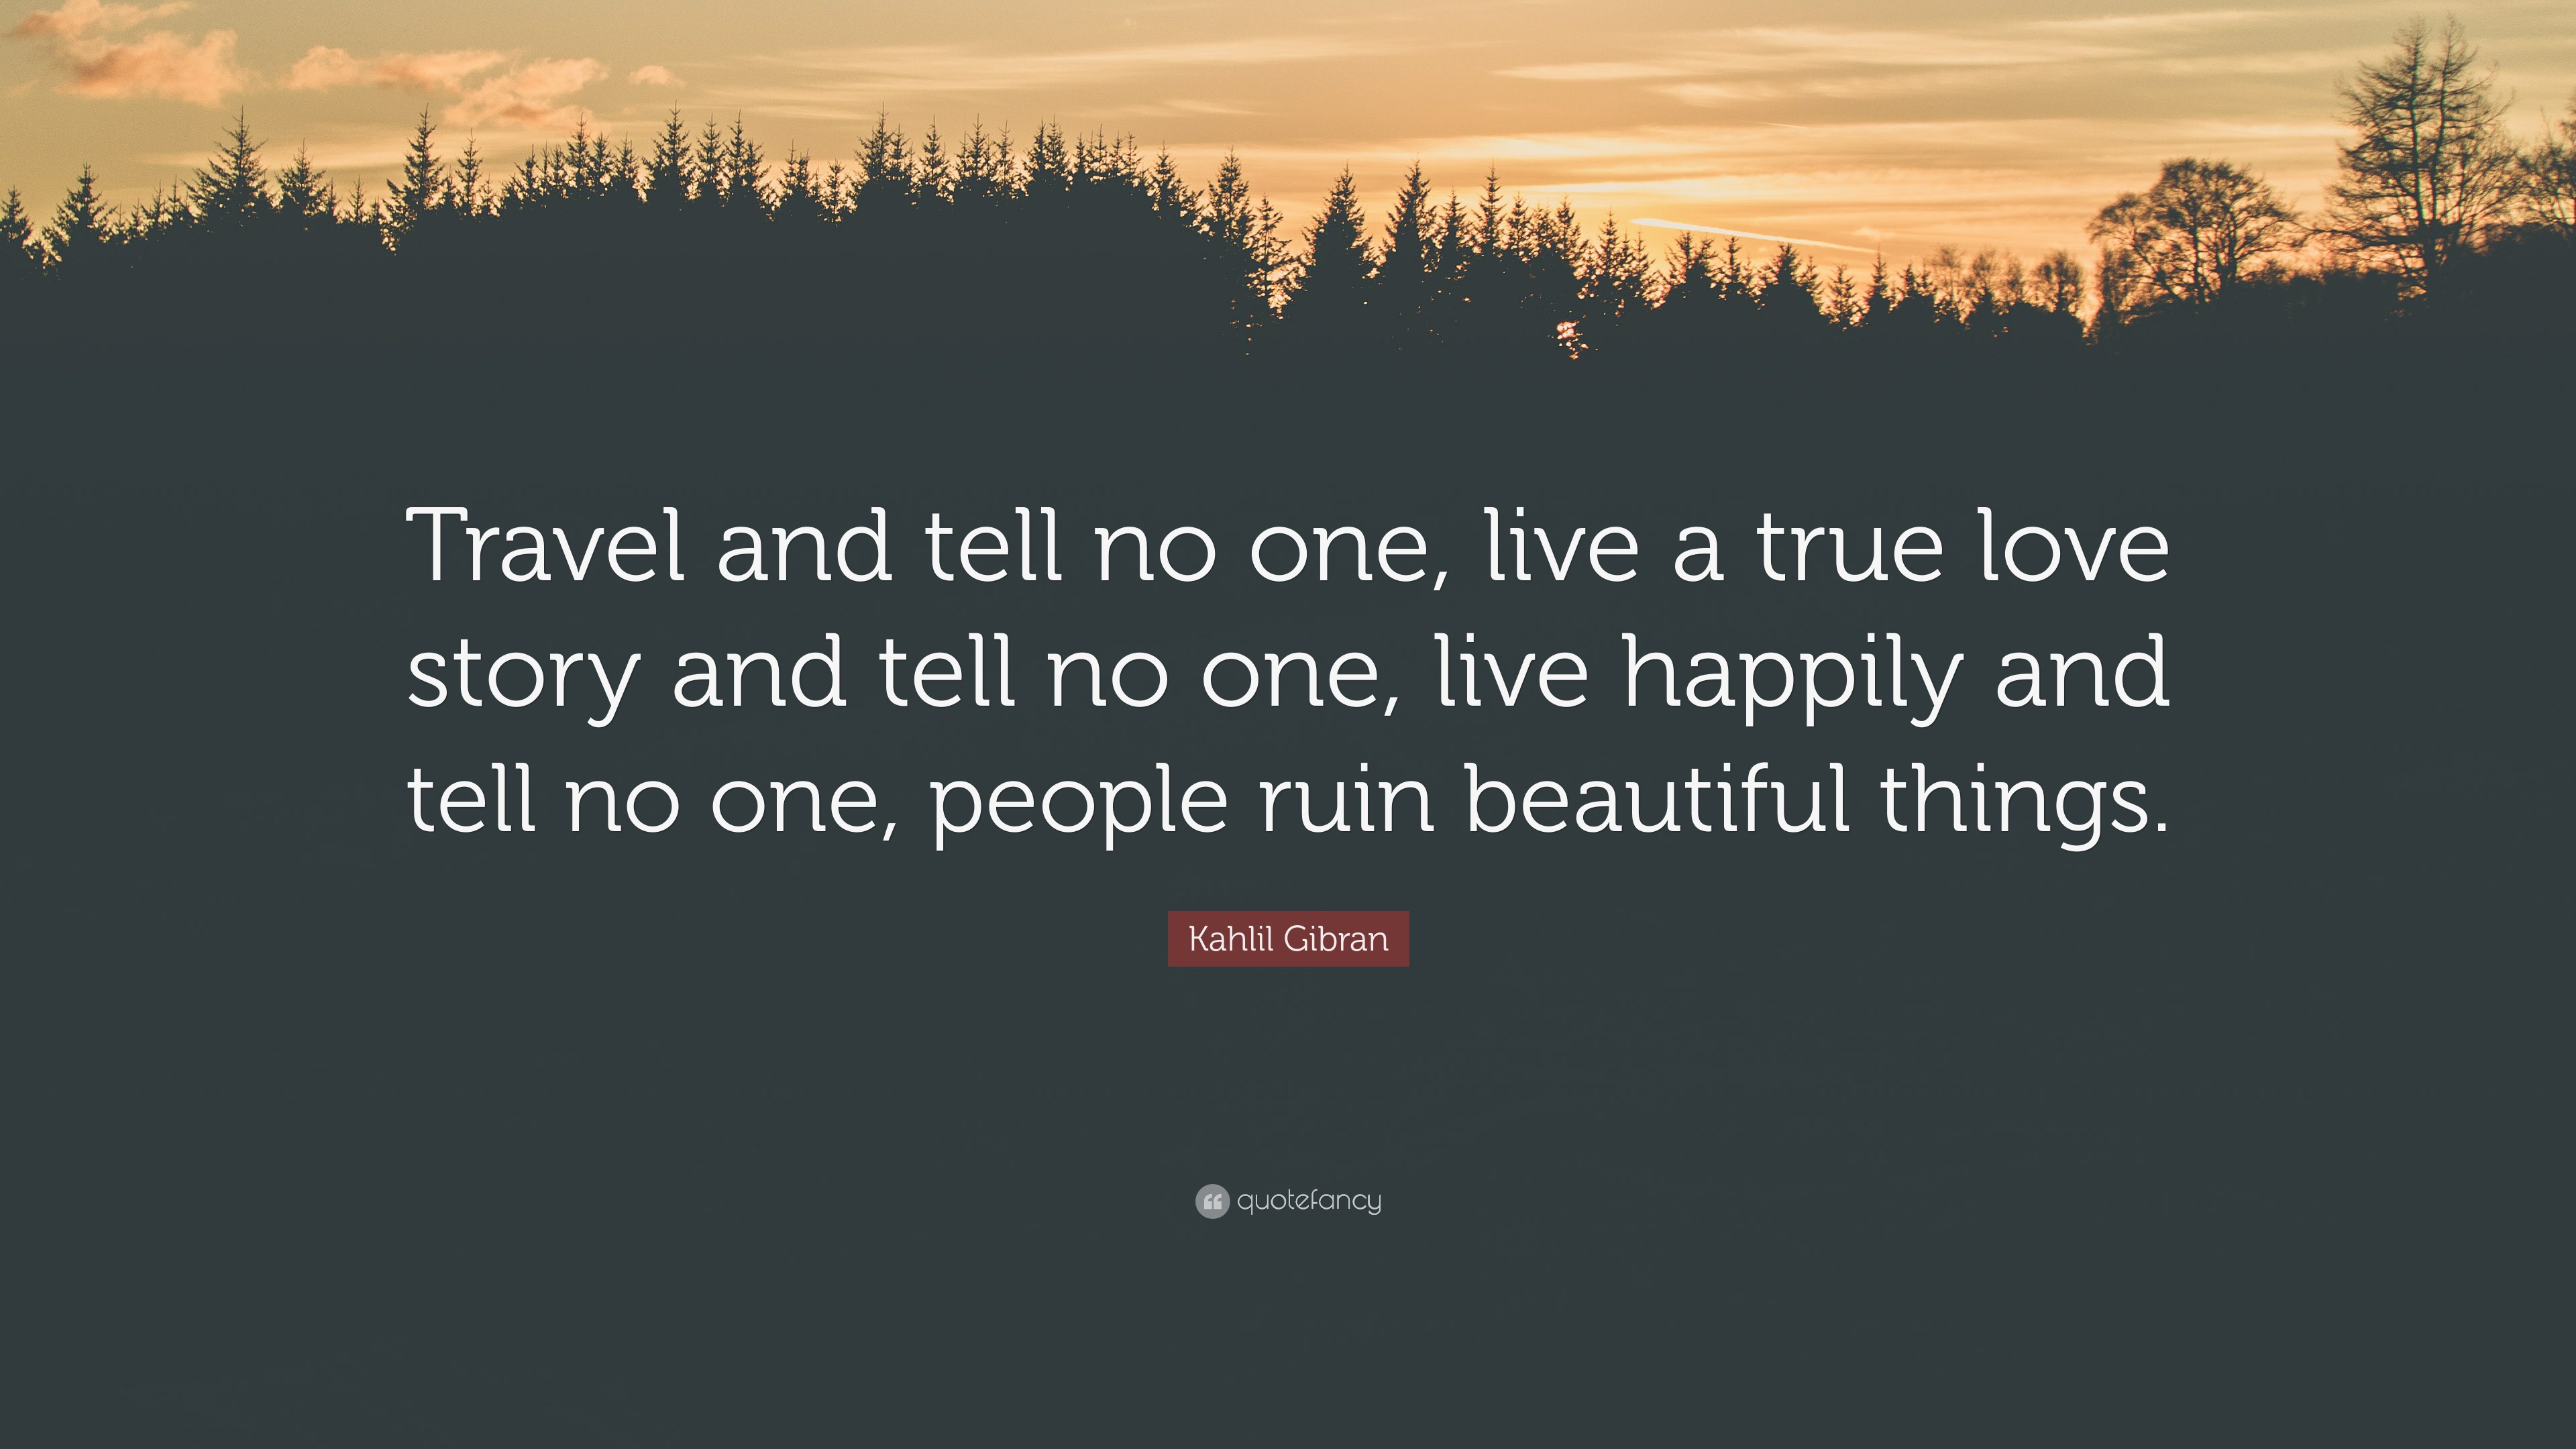 Travel and tell no one, live a true love
story and tell no one, live happily and
tell no one, people ruin beautiful things.
Kahlil Gibran
quotefancy